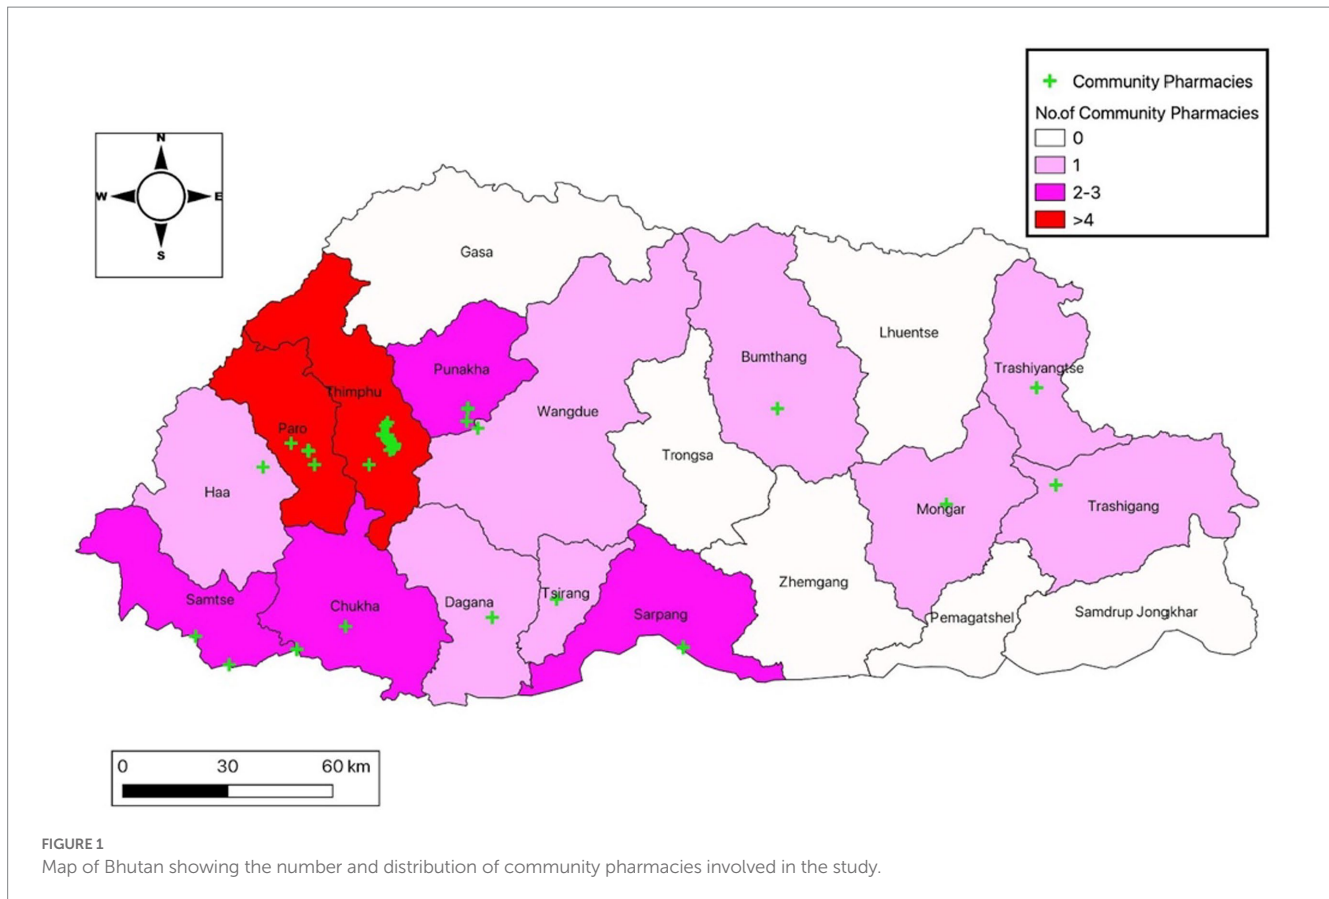 Community Pharmacies
No.of Community Pharmacies
0
1
2-3
>4
N
W
E
S
Gasa
Lhuentse
Bumthang
Trashiyangtse
Punakha
Thimphu
Wangdue
Paro
Trongsa
Haa
Mongar
Trashigang
Zhemgang
Samtse
Chukha
Dagana
Tsirang
Sarpang
Pemagatshel
Samdrup Jongkhar
0 30 60 km
FIGURE 1
Map of Bhutan showing the number and distribution of community pharmacies involved in the study.